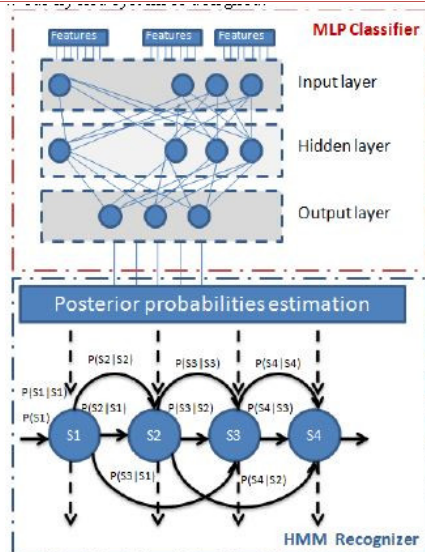 MLP Classifier
Features Features Features
Input layer
Hidden layer
Output layer
Posterior probabilities estimation
P(S2|S2) P(S3|S3) P(S4|S4)
P(S1|S1)
P(S1) P(S2|S1) P(S3|S2) P(S4|S3)
S1 S2 S3 S4
P(S3|S1) P(S4|S2)
HMM Recognizer